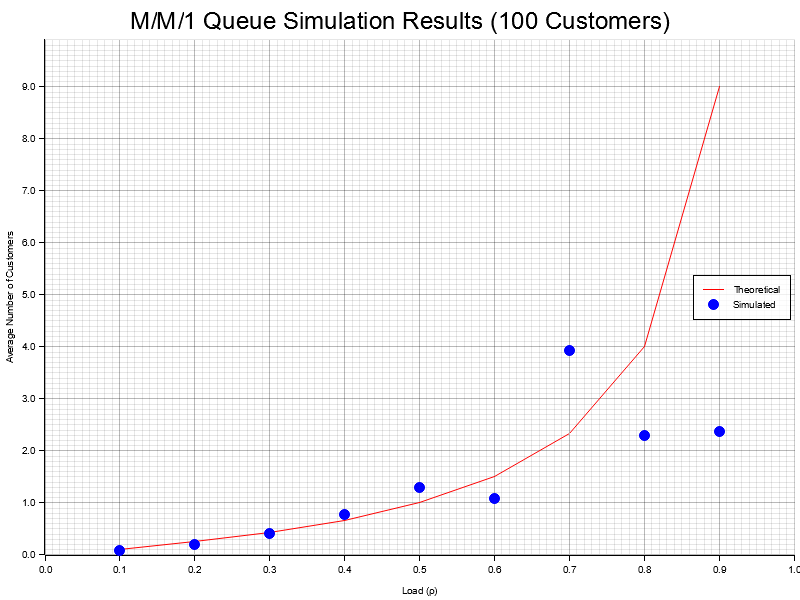 M/M/1 Queue Simulation Results (100 Customers)
9.0
8.0
7.0
6.0
5.0
4.0
3.0
2.0
1.0
0.0
Average Number of Customers
Theoretical
Simulated
0.0 0.1 0.2 0.3 0.4 0.5 0.6 0.7 0.8 0.9 1.0
Load (ρ)